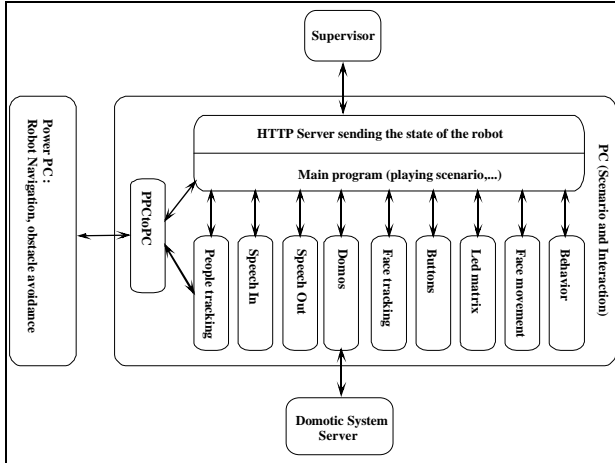 Supervisor
HTTP Server sending the state of the robot
Main program (playing scenario,...)
PC (Scenario and Interaction)
Power PC :
Robot Navigation, obstacle avoidance
PPCtoPC
People tracking
Speech In
Speech Out
Domos
Face tracking
Buttons
Led matrix
Face movement
Behavior
Domotic System
Server